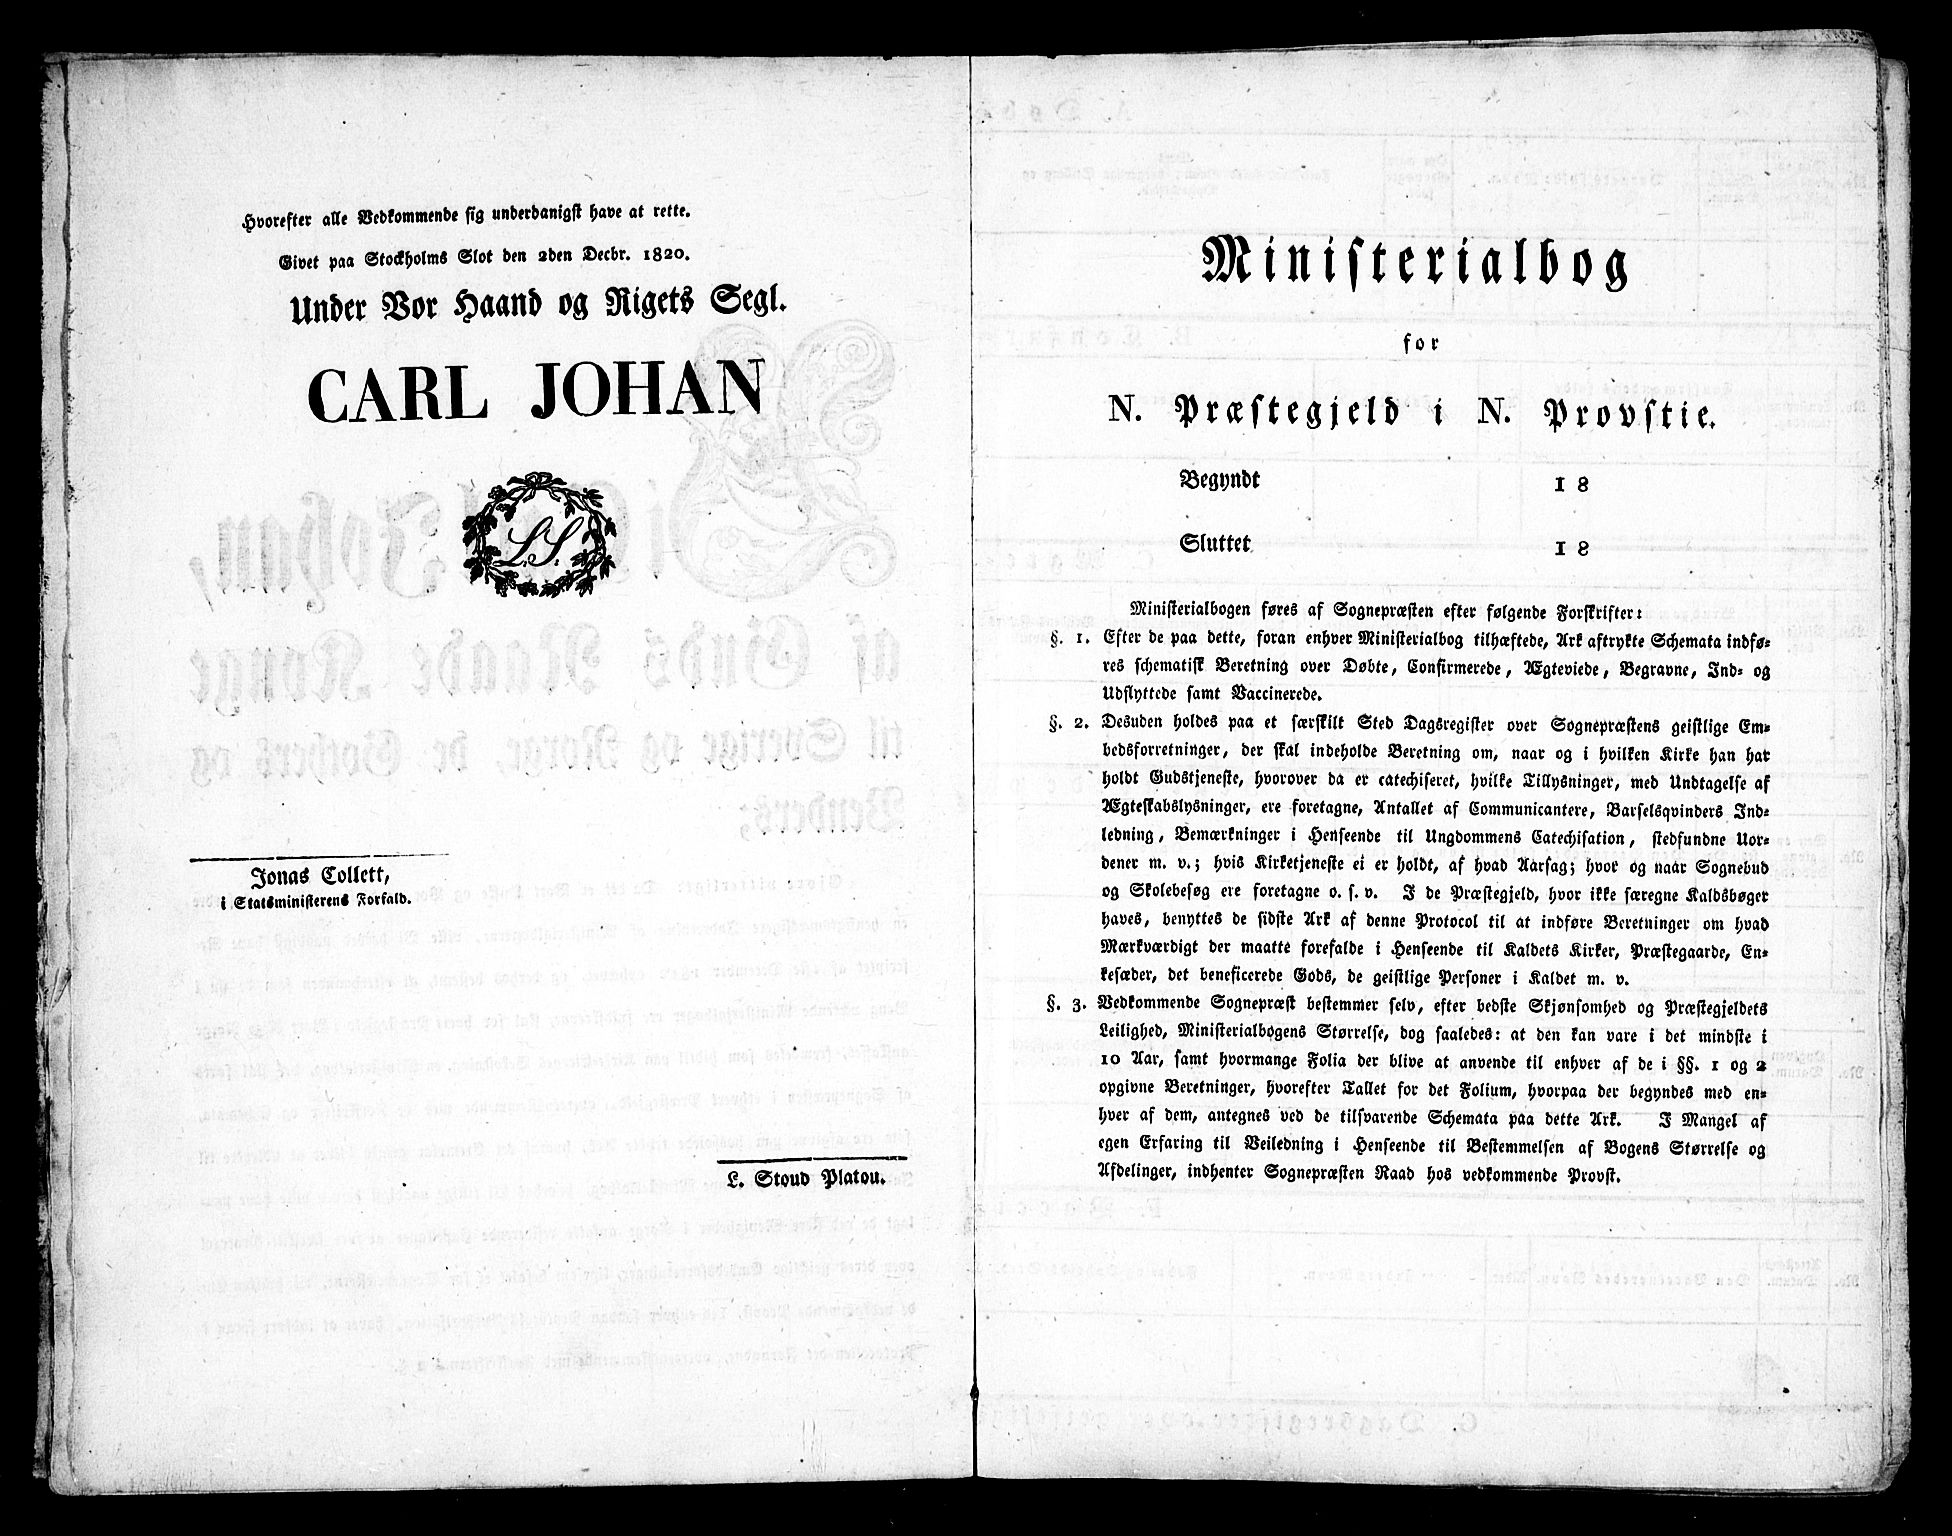 Hvorefter alle Vedkommende sig underdanigst have at rette.
Givet paa Stockholms Slot den 2den Decbr. 1820.
Under Vor Haand og Rigets Segl.
CARL JOHAN
L. S.
Jonas Collett,
i Statsministerens Forfald.
L. Stoud Platou.
Ministerialbog
for
N. Præstegjeld i N. Provstie.
Begyndt 18
Sluttet 18
Ministerialbogen føres af Sognepræsten efter følgende Forskrifter:
§. 1. Efter de paa dette, foran enhver Ministerialbog tilhæftede, Ark aftrykte Schemata indfø-
res schematisk Beretning over Døbte, Confirmerede, Ægteviede, Begravne, Ind- og
Udflyttede samt Vaccinerede.
§. 2. Desuden holdes paa et særskilt Sted Dagsregister over Sognepræstens geistlige Em-
bedsforretninger, der skal indeholde Beretning om, naar og i hvilken Kirke han har
holdt Gudstjeneste, hvorover da er catechiseret, hvilke Tillysninger, med Undtagelse af
Ægteskabslysninger, ere foretagne, Antallet af Communicantere, Barselsqvinders Ind-
ledning, Bemærkninger i Henseende til Ungdommens Catechisation, stedfundne Uor-
dener m. v.; hvis Kirketjeneste ei er holdt, af hvad Aarsag; hvor og naar Sognebud
og Skolebesøg ere foretagne o. s. v. I de Præstegjeld, hvor ikke særegne Kaldsbøger
haves, benyttes de sidste Ark af denne Protocol til at indføre Beretninger om hvad
Mærkværdigt der maatte forefalde i Henseende til Kaldets Kirker, Præstegaarde, En-
kesæder, det beneficerede Gods, de geistlige Personer i Kaldet m. v.
§. 3. Vedkommende Sognepræst bestemmer selv, efter bedste Skjønsomhed og Præstegjeldets
Leilighed, Ministerialbogens Størrelse, dog saaledes: at den kan vare i det mindste i
10 Aar, samt hvormange Folia der blive at anvende til enhver af de i §§. 1 og 2
opgivne Beretninger, hvorefter Tallet for det Folium, hvorpaa der begyndes med en-
hver af dem, antegnes ved de tilsvarende Schemata paa dette Ark. I Mangel af
egen Erfaring til Veiledning i Henseende til Bestemmelsen af Bogens Størrelse og
Afdelinger, indhenter Sognepræsten Raad hos vedkommende Provst.